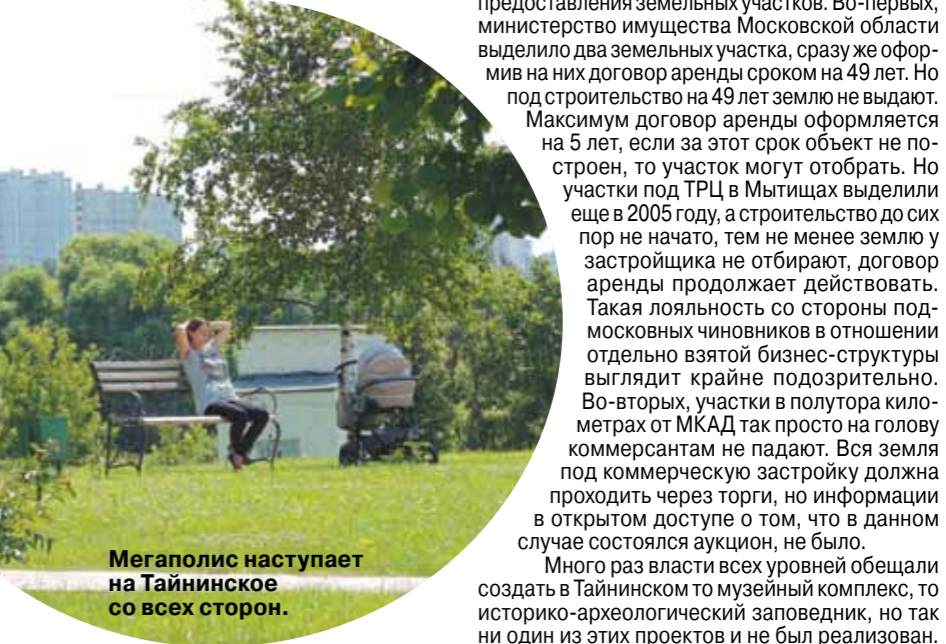 предоставления земельных участков. Во-первых,
министерство имущества Московской области
выделило два земельных участка, сразу же офор-
мив на них договор аренды сроком на 49 лет. Но
под строительство на 49 лет землю не выдают.
Максимум договор аренды оформляется
на 5 лет, если за этот срок объект не по-
строен, то участок могут отобрать. Но
участки под ТРЦ в Мытищах выделили
еще в 2005 году, а строительство до сих
пор не начато, тем не менее землю у
застройщика не отбирают, договор
аренды продолжает действовать.
Такая лояльность со стороны под-
московных чиновников в отношении
отдельно взятой бизнес-структуры
выглядит крайне подозрительно.
Во-вторых, участки в полутора кило-
метрах от МКАД так просто на голову
коммерсантам не падают. Вся земля
под коммерческую застройку должна
проходить через торги, но информации
в открытом доступе о том, что в данном
случае состоялся аукцион, не было.
Много раз власти всех уровней обещали
создать в Тайнинском то музейный комплекс, то
историко-археологический заповедник, но так
ни один из этих проектов и не был реализован.
Мегаполис наступает
на Тайнинское
со всех сторон.